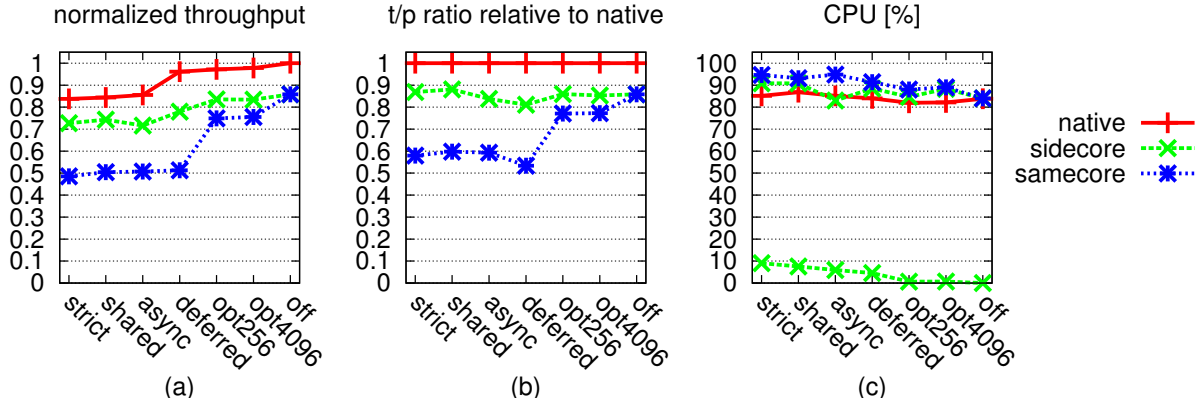 normalized throughput
1
0.9
0.8
0.7
0.6
0.5
0.4
0.3
0.2
0.1
0
strict
shared
async
deferred
opt256
opt4096
off
(a)
t/p ratio relative to native
1
0.9
0.8
0.7
0.6
0.5
0.4
0.3
0.2
0.1
0
strict
shared
async
deferred
opt256
opt4096
off
(b)
CPU [%]
100
90
80
70
60
50
40
30
20
10
0
strict
shared
async
deferred
opt256
opt4096
off
(c)
native
sidecore
samecore